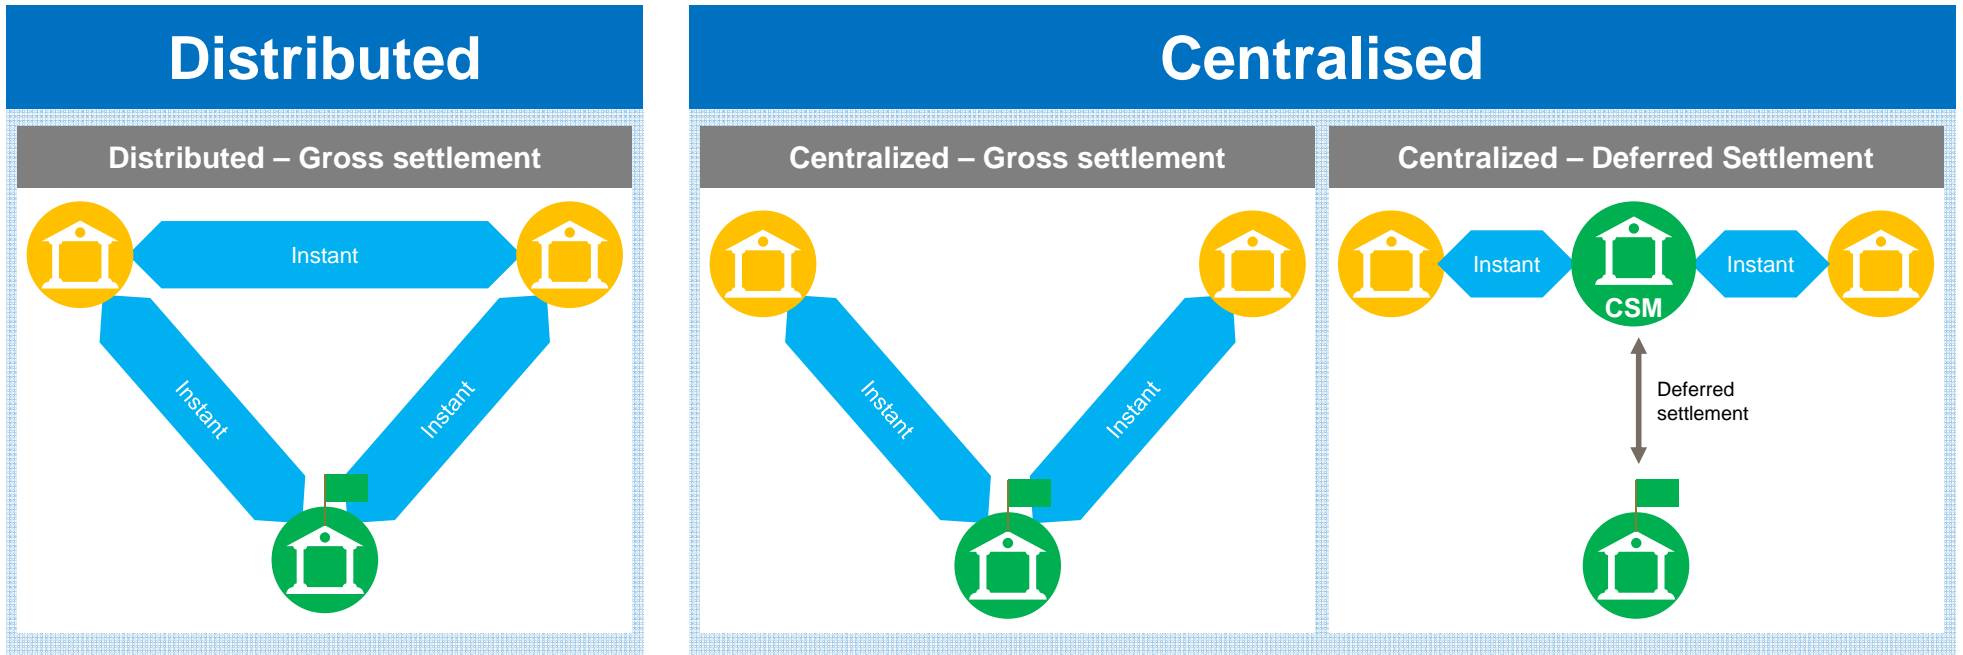 Distributed
Centralised
Distributed – Gross settlement
Centralized – Gross settlement
Centralized – Deferred Settlement
Instant
Instant
Instant
Instant
Instant
Instant
CSM
Instant
Deferred
settlement